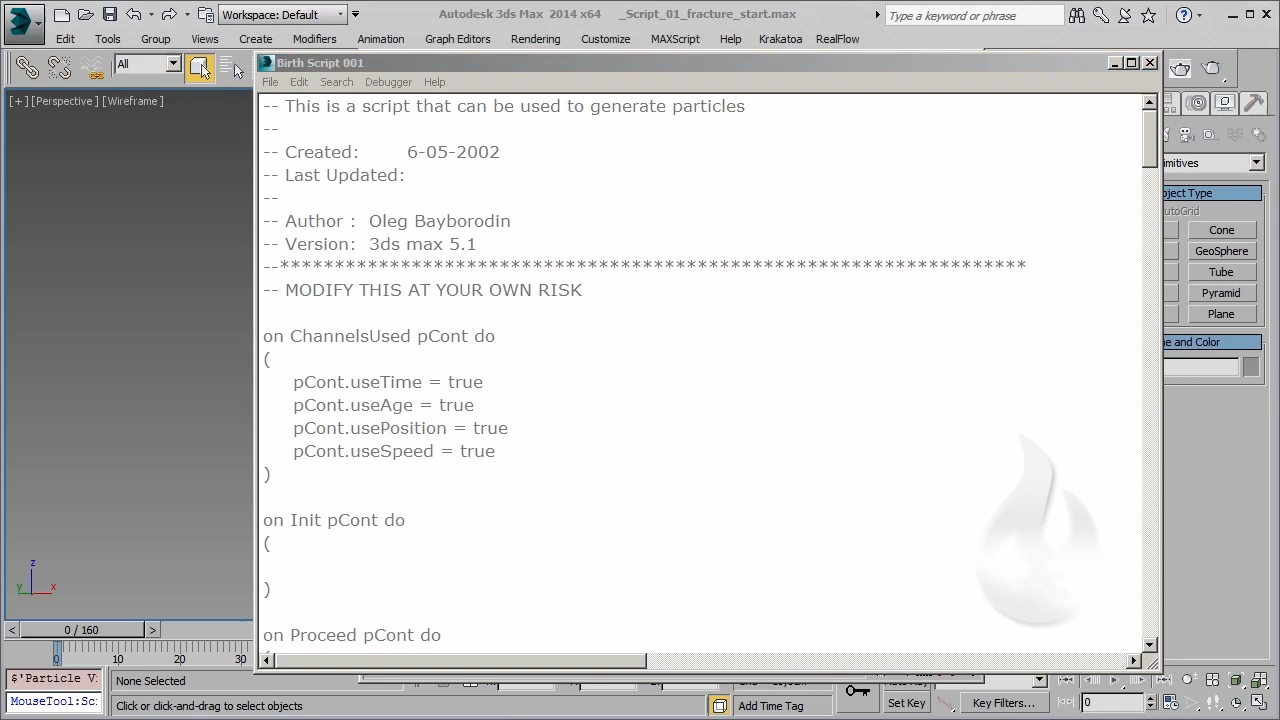 Workspace: Default
Autodesk 3ds Max 2014 x64
_Script_01_fracture_start.max
Type a keyword or phrase
Edit Tools Group Views Create Modifiers Animation Graph Editors Rendering Customize MAXScript Help Krakatoa RealFlow
All
Birth Script 001
File Edit Search Debugger Help
[+][Perspective][Wireframe]
-- This is a script that can be used to generate particles
--
-- Created: 6-05-2002
-- Last Updated:
--
-- Author : Oleg Bayborodin
-- Version: 3ds max 5.1
--********************************************************************
-- MODIFY THIS AT YOUR OWN RISK
on ChannelsUsed pCont do
(
pCont.useTime = true
pCont.useAge = true
pCont.usePosition = true
pCont.useSpeed = true
)
on Init pCont do
(
)
on Proceed pCont do
imitives
bject Type
utoGrid
Cone
GeoSphere
Tube
Pyramid
Plane
me and Color
z
y x
0 / 160
0 10 20 30
$'Particle V
MouseTool:Sc
None Selected
Click or click-and-drag to select objects
Add Time Tag
Set Key
Key Filters...
0